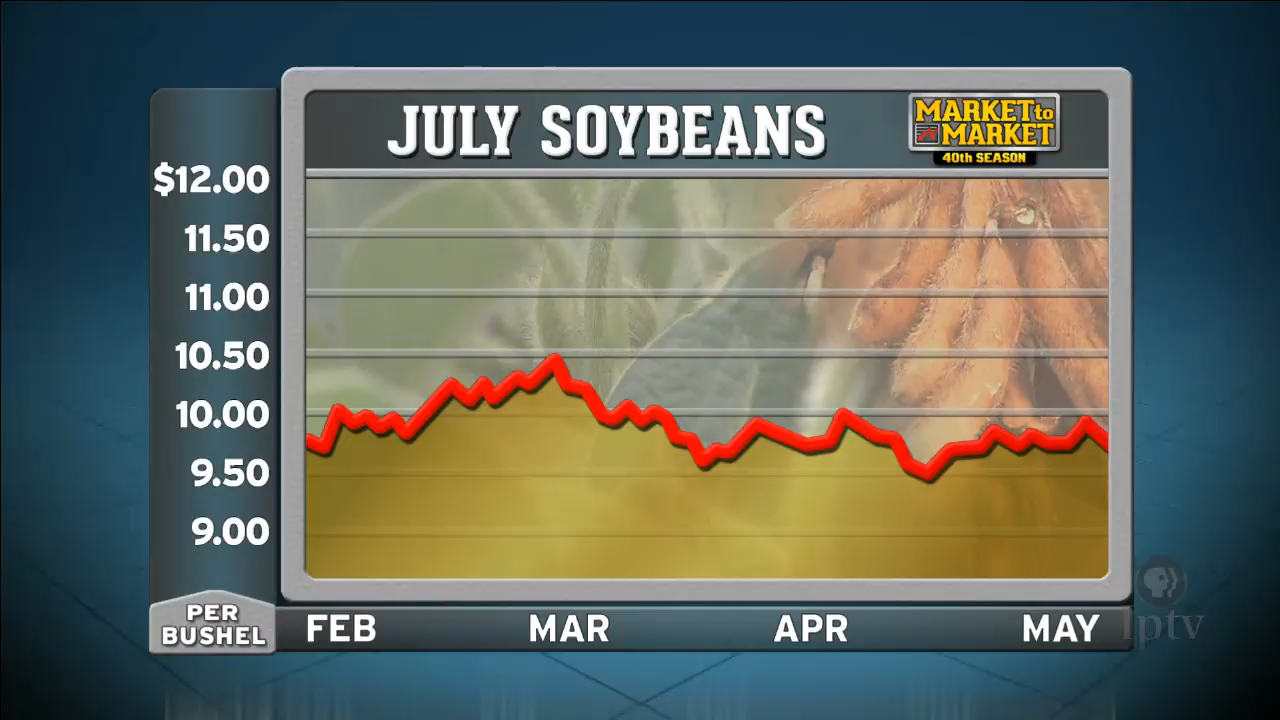 JULY SOYBEANS
MARKET to
MARKET
40th SEASON
$12.00
11.50
11.00
10.50
10.00
9.50
9.00
PER
BUSHEL
FEB MAR APR MAY
iptv